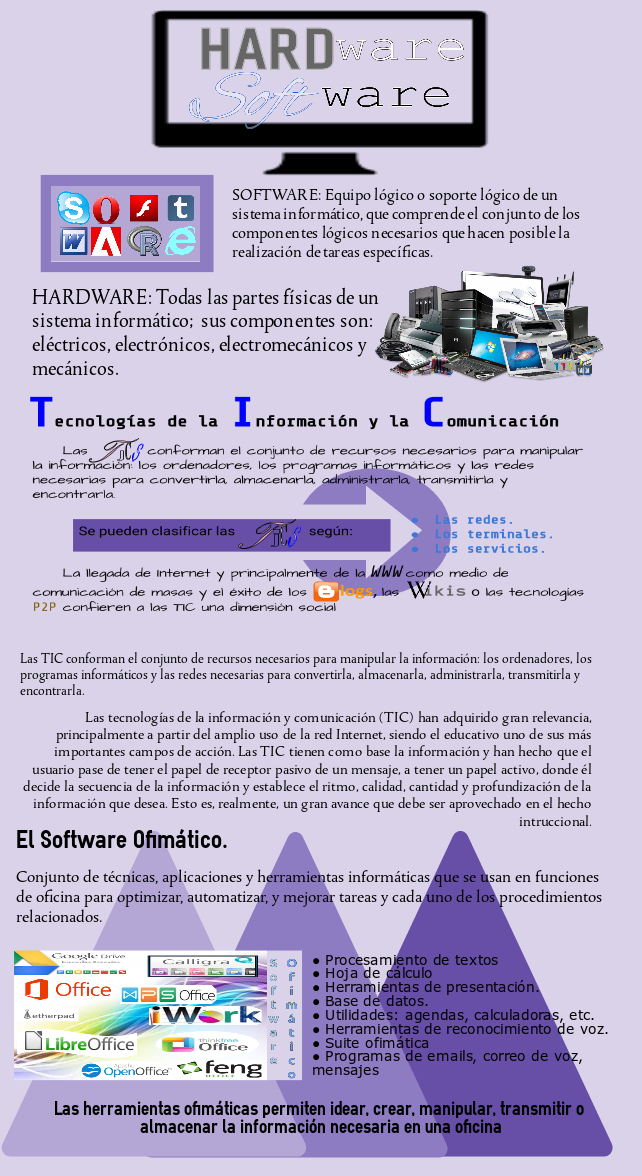 HARDware
Software
SOFTWARE: Equipo lógico o soporte lógico de un
sistema informático, que comprende el conjunto de los
componentes lógicos necesarios que hacen posible la
realización de tareas específicas.
HARDWARE: Todas las partes físicas de un
sistema informático; sus componentes son:
eléctricos, electrónicos, electromecánicos y
mecánicos.
Tecnologías de la Información y la Comunicación
Las TICS conforman el conjunto de recursos necesarios para manipular
la información: los ordenadores, los programas informáticos y las redes
necesarias para convertirla, almacenarla, administrarla, transmitirla y
encontrarla.
Se pueden clasificar las TICS según:
• Las redes.
• Los terminales.
• Los servicios.
La llegada de Internet y principalmente de la WWW como medio de
comunicación de masas y el éxito de los Blogs, las Wikis o las tecnologías
P2P confieren a las TIC una dimensión social
Las TIC conforman el conjunto de recursos necesarios para manipular la información: los ordenadores, los
programas informáticos y las redes necesarias para convertirla, almacenarla, administrarla, transmitirla y
encontrarla.
Las tecnologías de la información y comunicación (TIC) han adquirido gran relevancia,
principalmente a partir del amplio uso de la red Internet, siendo el educativo uno de sus más
importantes campos de acción. Las TIC tienen como base la información y han hecho que el
usuario pase de tener el papel de receptor pasivo de un mensaje, a tener un papel activo, donde él
decide la secuencia de la información y establece el ritmo, calidad, cantidad y profundización de la
información que desea. Esto es, realmente, un gran avance que debe ser aprovechado en el hecho
intruccional.
El Software Ofimático.
Conjunto de técnicas, aplicaciones y herramientas informáticas que se usan en funciones
de oficina para optimizar, automatizar, y mejorar tareas y cada uno de los procedimientos
relacionados.
Google Drive
Calligra
Office
WPS Office
etherpad
iWork
LibreOffice
thinkfree
Office
OpenOffice
feng
Software
Ofimático
• Procesamiento de textos
• Hoja de cálculo
• Herramientas de presentación.
• Base de datos.
• Utilidades: agendas, calculadoras, etc.
• Herramientas de reconocimiento de voz.
• Suite ofimática
• Programas de emails, correo de voz,
mensajes
Las herramientas ofimáticas permiten idear, crear, manipular, transmitir o
almacenar la información necesaria en una oficina